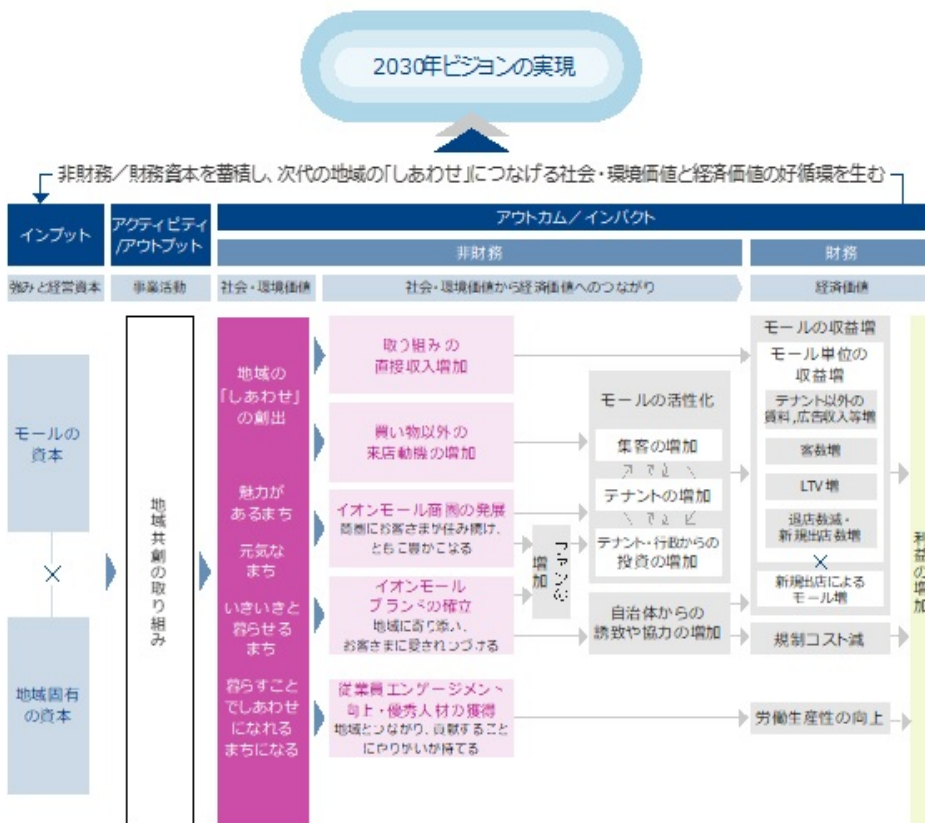 2030年ビジョンの実現
非財務／財務資本を蓄積し、次代の地域の「しあわせ」につなげる社会・環境価値と経済価値の好循環を生む
インプット
アクティビティ
/アウトプット
アウトカム／インパクト
非財務
財務
強みと経営資本
事業活動
社会・環境価値
社会・環境価値から経済価値へのつながり
経済価値
モールの
資本
×
地域固有
の資本
地域共創の取り組み
地域の
「しあわせ」
の創出
魅力が
あるまち
元気な
まち
いきいきと
暮らせる
まち
暮らすこと
でしあわせ
になれる
まちになる
取り組みの
直接収入増加
買い物以外の
来店動機の増加
イオンモール商圏の発展
商圏にお客さまが住み続け、
ともに豊かになる
イオンモール
ブランドの確立
地域に寄り添い、
お客さまに愛されつづける
従業員エンゲージメント
向上・優秀人材の獲得
地域とつながり、貢献すること
にやりがいが持てる
ファンの
増加
モールの活性化
集客の増加
テナントの増加
テナント・行政からの
投資の増加
自治体からの
誘致や協力の増加
モールの収益増
モール単位の
収益増
テナント以外の
賃料,広告収入等増
客数増
LTV増
退店数減・
新規出店数増
×
新規出店による
モール増
規制コスト減
労働生産性の向上
利益の増加